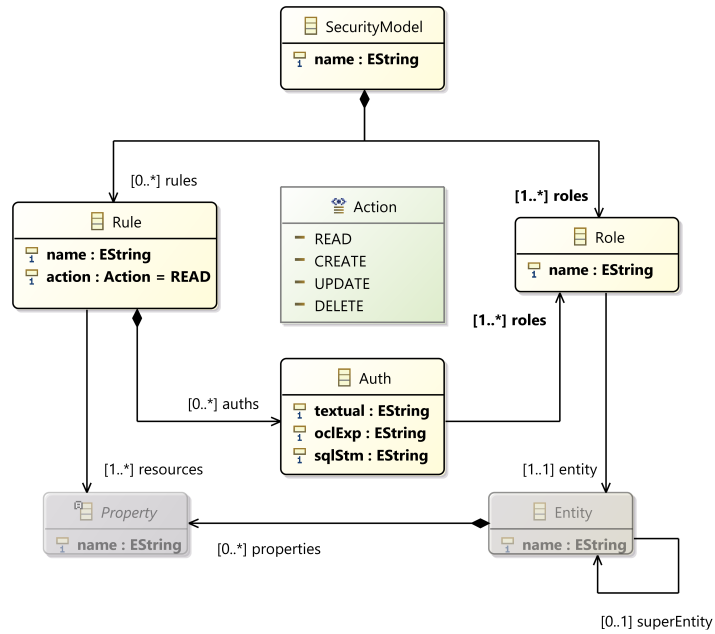 SecurityModel
name : EString
[0..*] rules
[1..*] roles
Rule
name : EString
action : Action = READ
Action
READ
CREATE
UPDATE
DELETE
Role
name : EString
[1..*] roles
Auth
textual : EString
oclExp : EString
sqlStm : EString
[0..*] auths
[1..*] resources
[1..1] entity
Property
name : EString
Entity
name : EString
[0..*] properties
[0..1] superEntity